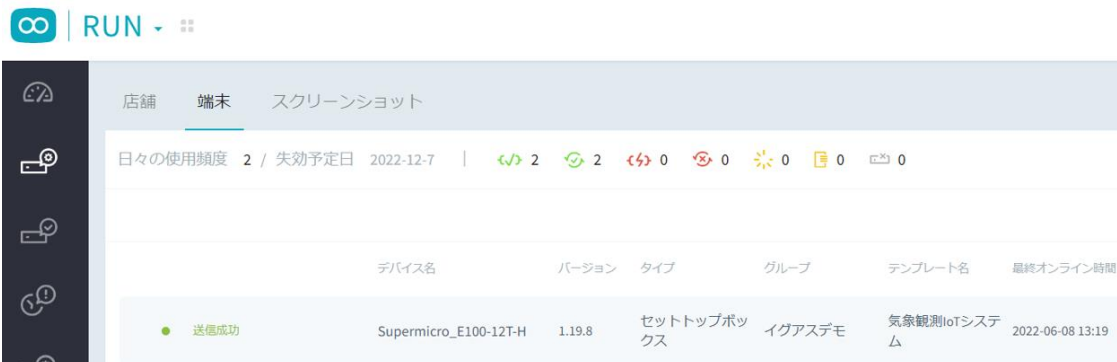 RUN
店舗 端末 スクリーンショット
日々の使用頻度 2 / 失効予定日 2022-12-7 | 2 2 0 0 0 0 0
デバイス名 バージョン タイプ グループ テンプレート名 最終オンライン時間
送信成功 Supermicro_E100-12T-H 1.19.8 セットトップボックス イグアスデモ 気象観測IoTシステム 2022-06-08 13:19